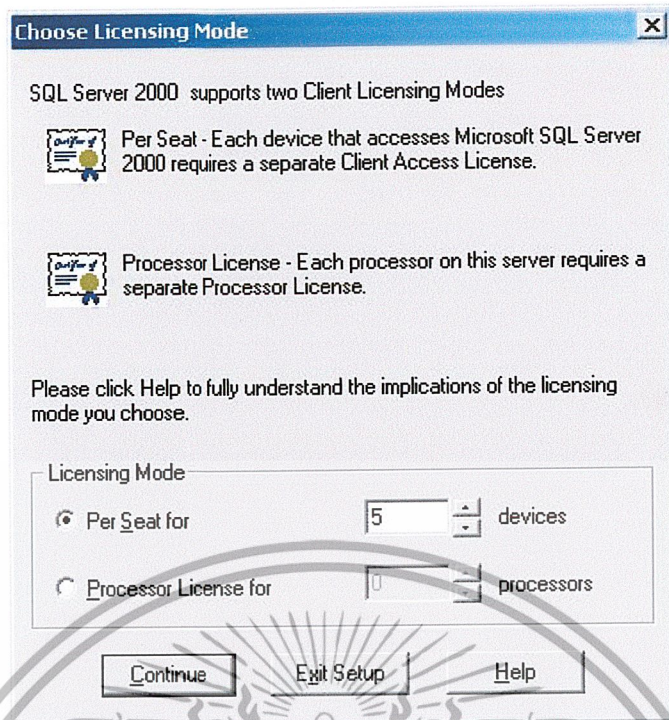 Choose Licensing Mode
SQL Server 2000 supports two Client Licensing Modes
Per Seat - Each device that accesses Microsoft SQL Server
2000 requires a separate Client Access License.
Processor License - Each processor on this server requires a
separate Processor License.
Please click Help to fully understand the implications of the licensing
mode you choose.
Licensing Mode
Per Seat for 5 devices
Processor License for 0 processors
Continue Exit Setup Help